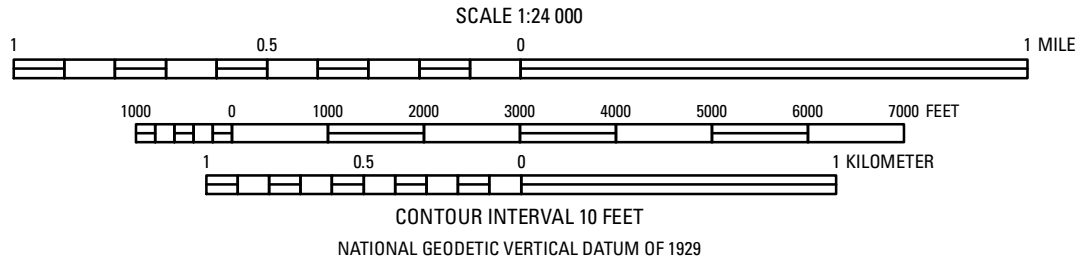 SCALE 1:24 000
1 0.5 0 1 MILE
1000 0 1000 2000 3000 4000 5000 6000 7000 FEET
1 0.5 0 1 KILOMETER
CONTOUR INTERVAL 10 FEET
NATIONAL GEODETIC VERTICAL DATUM OF 1929